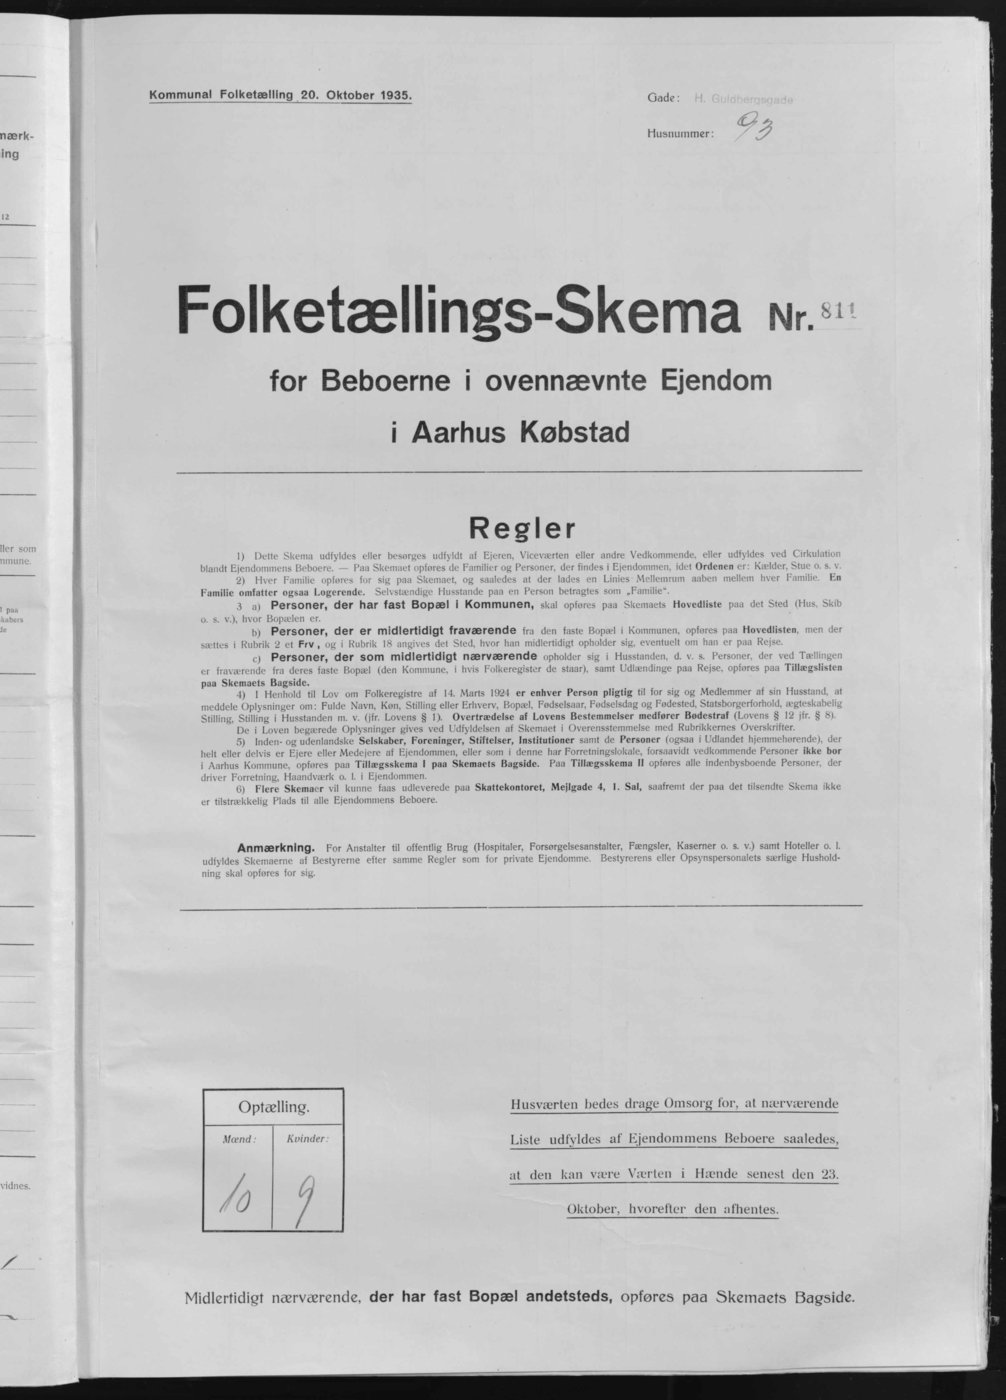 mærk-
ing
12
ller som
mmune.
l paa
kabers
de
vidnes.
Kommunal Folketælling 20. Oktober 1935.
Gade: H. Guldbergsgade
Husnummer: 93
Folketællings-Skema Nr. 811
for Beboerne i ovennævnte Ejendom
i Aarhus Købstad
Regler
1) Dette Skema udfyldes eller besørges udfyldt af Ejeren, Viceværten eller andre Vedkommende, eller udfyldes ved Cirkulation
blandt Ejendommens Beboere. — Paa Skemaet opføres de Familier og Personer, der findes i Ejendommen, idet Ordenen er: Kælder, Stue o. s. v.
2) Hver Familie opføres for sig paa Skemaet, og saaledes at der lades en Linies Mellemrum aaben mellem hver Familie. En
Familie omfatter ogsaa Logerende. Selvstændige Husstande paa en Person betragtes som „Familie“.
3 a) Personer, der har fast Bopæl i Kommunen, skal opføres paa Skemaets Hovedliste paa det Sted (Hus, Skib
o. s. v.), hvor Bopælen er.
b) Personer, der er midlertidigt fraværende fra den faste Bopæl i Kommunen, opføres paa Hovedlisten, men der
sættes i Rubrik 2 et Frv, og i Rubrik 18 angives det Sted, hvor han midlertidigt opholder sig, eventuelt om han er paa Rejse.
c) Personer, der som midlertidigt nærværende opholder sig i Husstanden, d. v. s. Personer, der ved Tællingen
er fraværende fra deres faste Bopæl (den Kommune, i hvis Folkeregister de staar), samt Udlændinge paa Rejse, opføres paa Tillægslisten
paa Skemaets Bagside.
4) I Henhold til Lov om Folkeregistre af 14. Marts 1924 er enhver Person pligtig til for sig og Medlemmer af sin Husstand, at
meddele Oplysninger om: Fulde Navn, Køn, Stilling eller Erhverv, Bopæl, Fødselsaar, Fødselsdag og Fødested, Statsborgerforhold, ægteskabelig
Stilling, Stilling i Husstanden m. v. (jfr. Lovens § 1). Overtrædelse af Lovens Bestemmelser medfører Bødestraf (Lovens § 12 jfr. § 8).
De i Loven begærede Oplysninger gives ved Udfyldelsen af Skemaet i Overensstemmelse med Rubrikkernes Overskrifter.
5) Inden- og udenlandske Selskaber, Foreninger, Stiftelser, Institutioner samt de Personer (ogsaa i Udlandet hjemmehørende), der
helt eller delvis er Ejere eller Medejere af Ejendommen, eller som i denne har Forretningslokale, forsaavidt vedkommende Personer ikke bor
i Aarhus Kommune, opføres paa Tillægsskema I paa Skemaets Bagside. Paa Tillægsskema II opføres alle indenbysboende Personer, der
driver Forretning, Haandværk o. l. i Ejendommen.
6) Flere Skemaer vil kunne faas udleverede paa Skattekontoret, Mejlgade 4, 1. Sal, saafremt der paa det tilsendte Skema ikke
er tilstrækkelig Plads til alle Ejendommens Beboere.
Anmærkning. For Anstalter til offentlig Brug (Hospitaler, Forsørgelsesanstalter, Fængsler, Kaserner o. s. v.) samt Hoteller o. l.
udfyldes Skemaerne af Bestyrerne efter samme Regler som for private Ejendomme. Bestyrerens eller Opsynspersonalets særlige Hushold-
ning skal opføres for sig.
Optælling.
Mænd: Kvinder:
10 9
Husværten bedes drage Omsorg for, at nærværende
Liste udfyldes af Ejendommens Beboere saaledes,
at den kan være Værten i Hænde senest den 23.
Oktober, hvorefter den afhentes.
Midlertidigt nærværende, der har fast Bopæl andetsteds, opføres paa Skemaets Bagside.